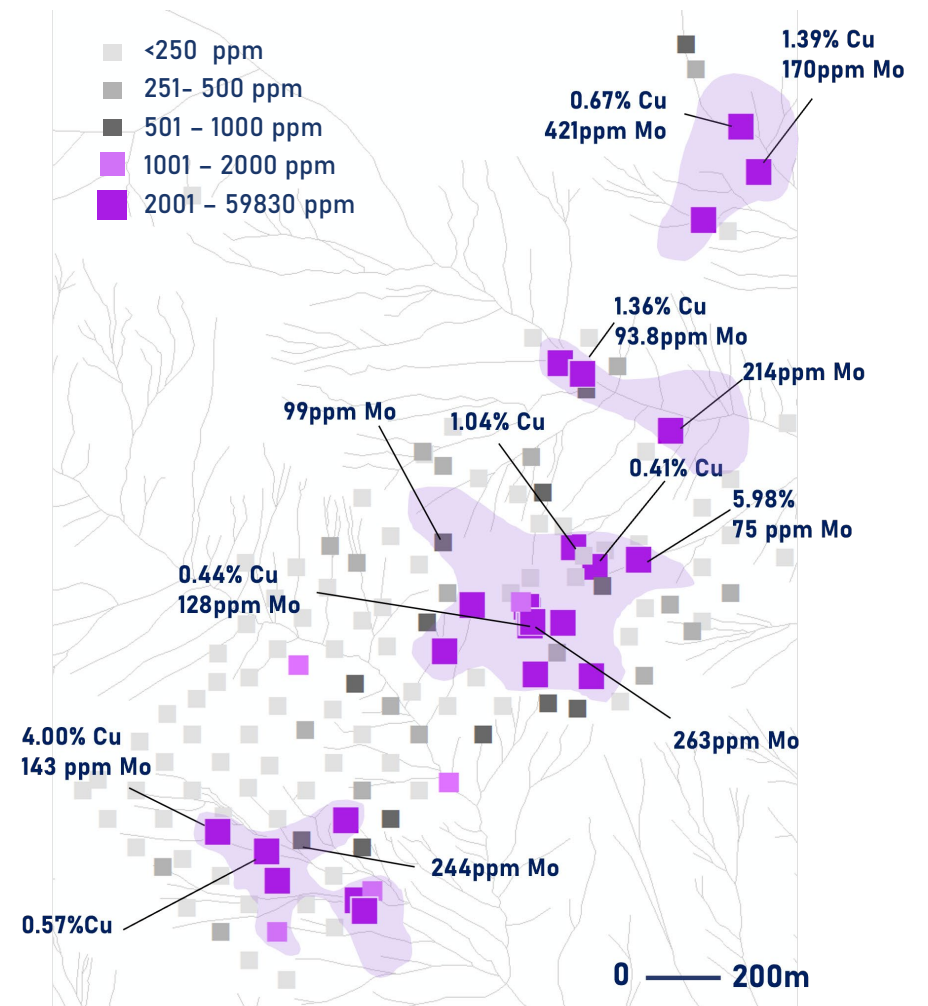 <250 ppm
251- 500 ppm
501 – 1000 ppm
1001 – 2000 ppm
2001 – 59830 ppm
1.39% Cu
170ppm Mo
0.67% Cu
421ppm Mo
1.36% Cu
93.8ppm Mo
214ppm Mo
99ppm Mo
1.04% Cu
0.41% Cu
5.98%
75 ppm Mo
0.44% Cu
128ppm Mo
263ppm Mo
4.00% Cu
143 ppm Mo
244ppm Mo
0.57%Cu
0
200m